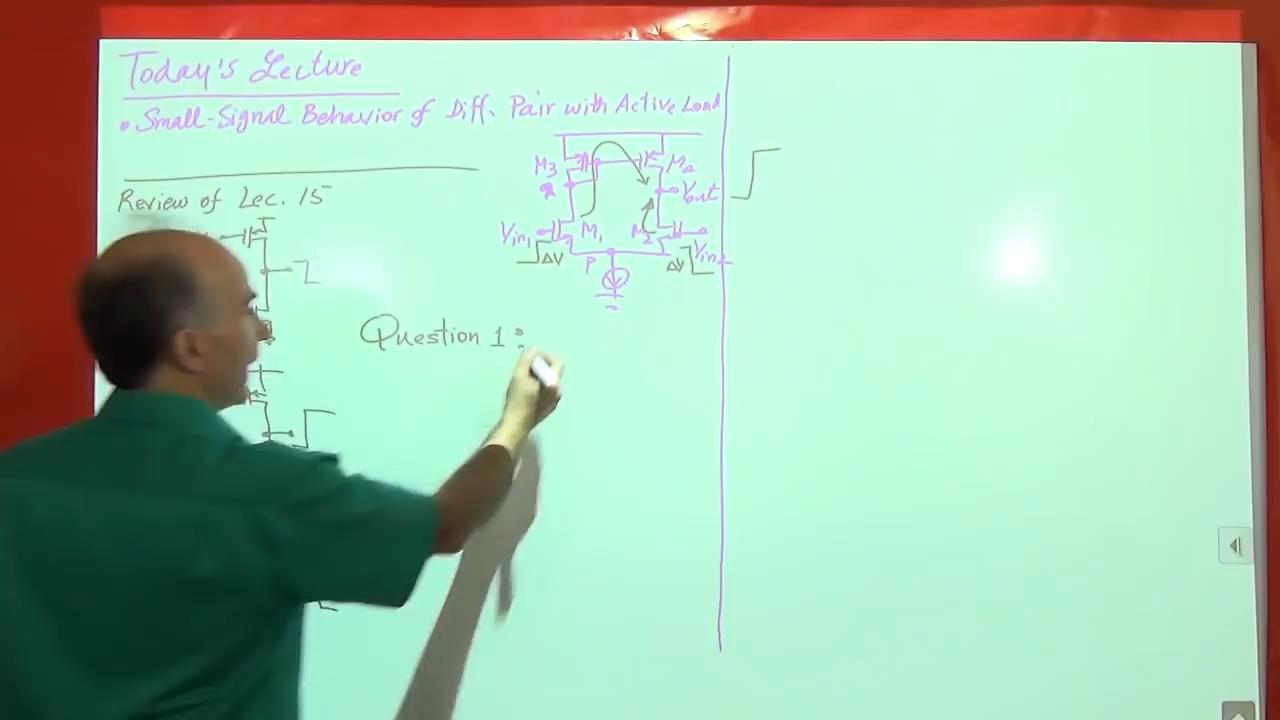 Today's Lecture
• Small-Signal Behavior of Diff. Pair with Active Load
Review of Lec. 15
M3
Vout
Vin1
M1
M2
Vin2
ΔV
ΔV
P
Question 1: